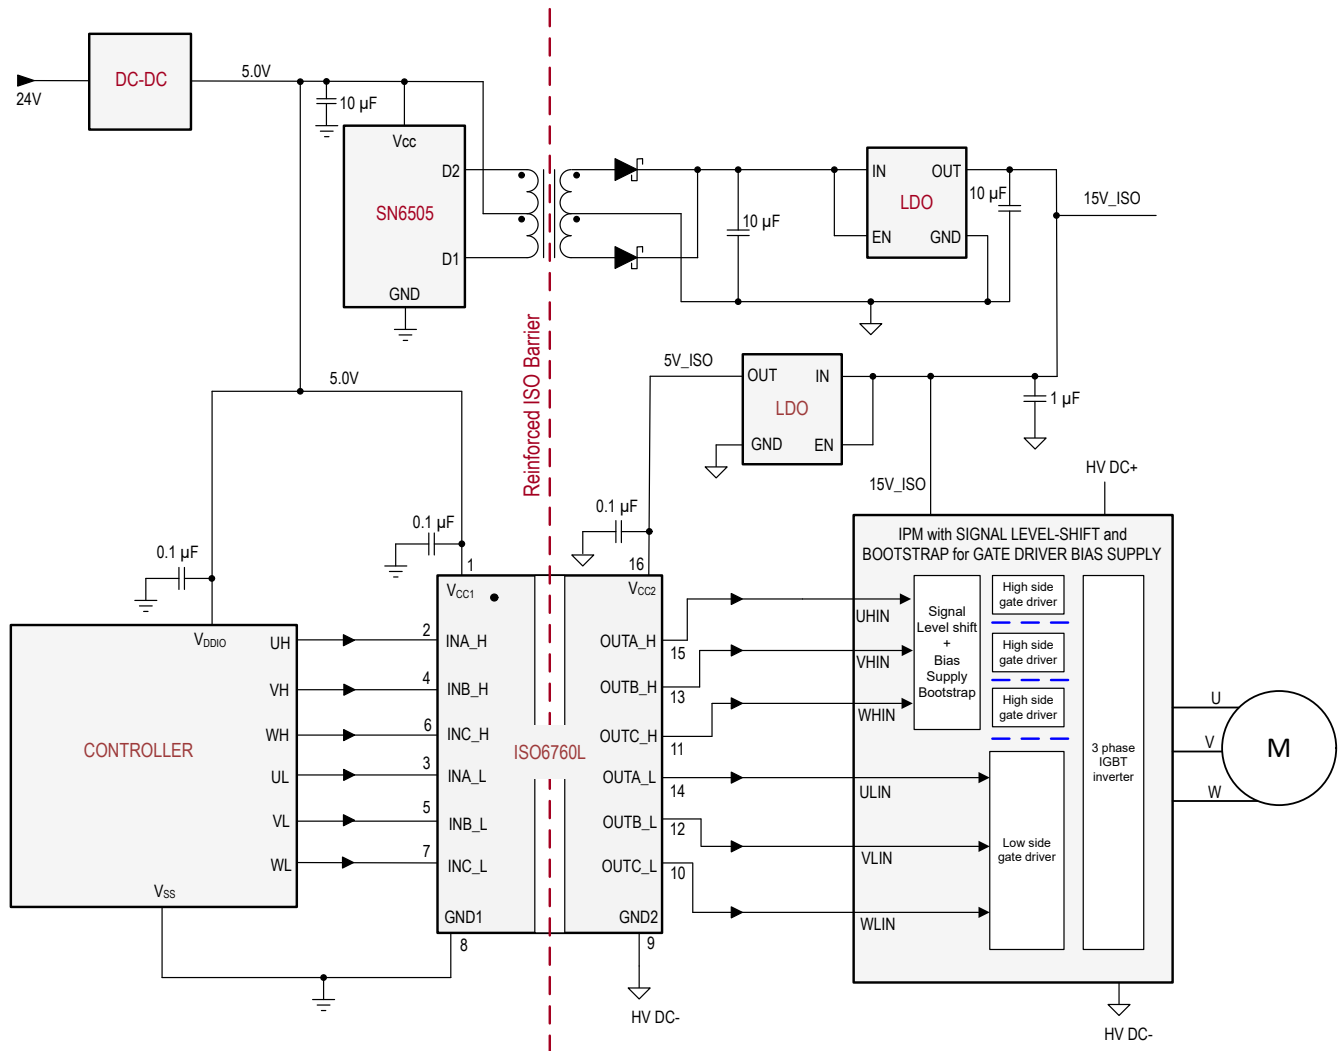 24V
DC-DC
5.0V
10 µF
Vcc
D2
SN6505
D1
GND
10 µF
IN
OUT
LDO
EN
GND
10 µF
15V_ISO
Reinforced ISO Barrier
5.0V
5V_ISO
OUT
IN
LDO
GND
EN
1 µF
15V_ISO
HV DC+
0.1 µF
0.1 µF
0.1 µF
1
16
VDDIO
UH
VH
WH
UL
VL
WL
CONTROLLER
VSS
2
4
6
3
5
7
8
VCC1
INA_H
INB_H
INC_H
INA_L
INB_L
INC_L
GND1
ISO6760L
VCC2
OUTA_H
OUTB_H
OUTC_H
OUTA_L
OUTB_L
OUTC_L
GND2
15
13
11
14
12
10
9
HV DC-
IPM with SIGNAL LEVEL-SHIFT and
BOOTSTRAP for GATE DRIVER BIAS SUPPLY
UHIN
VHIN
WHIN
ULIN
VLIN
WLIN
Signal
Level shift
+
Bias
Supply
Bootstrap
High side
gate driver
High side
gate driver
High side
gate driver
Low side
gate driver
3 phase
IGBT
inverter
U
V
W
M
HV DC-